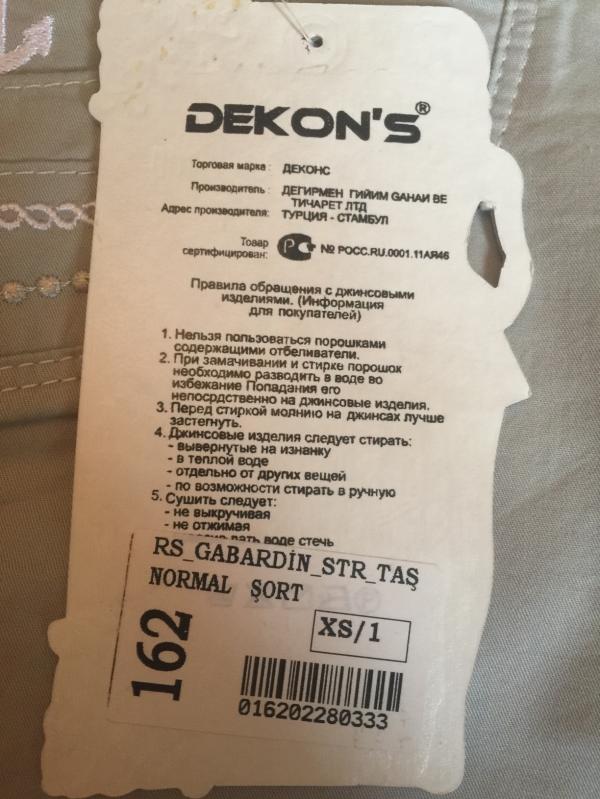 DEKON'S®
Торговая марка : ДЕКОНС
Производитель : ДЕГИРМЕН ГИЙИМ САНАИ ВЕ
ТИЧАРЕТ ЛТД
Адрес производителя: ТУРЦИЯ - СТАМБУЛ
Товар
сертифицирован: № РОСС.RU.0001.11АЯ46
Правила обращения с джинсовыми
изделиями. (Информация
для покупателей)
1. Нельзя пользоваться порошками
содержащими отбеливатели.
2. При замачивании и стирке порошок
необходимо разводить в воде во
избежание Попадания его
непосрдственно на джинсовые изделия.
3. Перед стиркой молнию на джинсах лучше
застегнуть.
4. Джинсовые изделия следует стирать:
- вывернутые на изнанку
- в теплой воде
- отдельно от других вещей
- по возможности стирать в ручную
5. Сушить следует:
- не выкручивая
- не отжимая
дать воде стечь
RS_GABARDİN_STR_TAŞ
NORMAL ŞORT
162
XS/1
016202280333